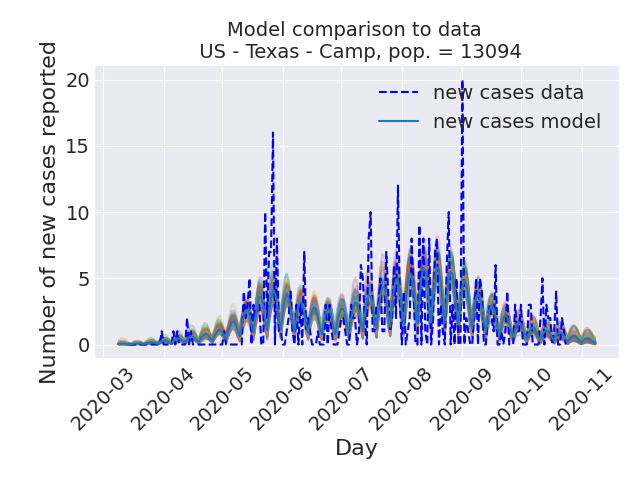 Model comparison to data
US - Texas - Camp, pop. = 13094
Number of new cases reported
20
15
10
5
0
new cases data
new cases model
2020-03
2020-04
2020-05
2020-06
2020-07
2020-08
2020-09
2020-10
2020-11
Day